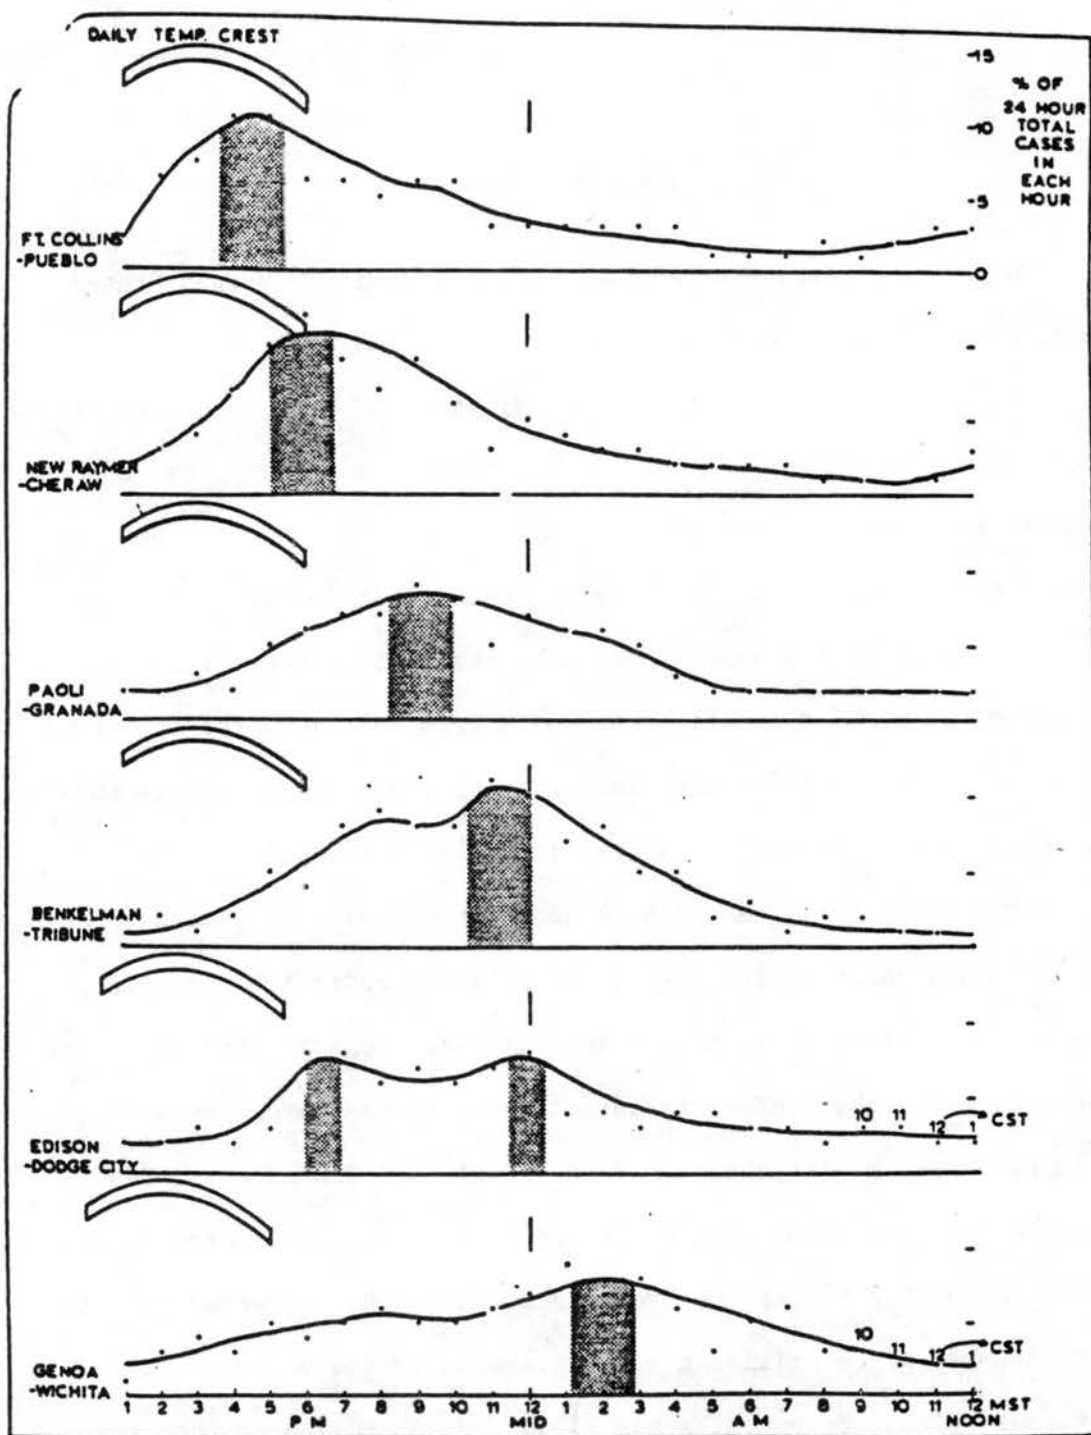 DAILY TEMP. CREST
-15
% OF
24 HOUR
TOTAL
CASES
IN
EACH
HOUR
-10
-5
-0
FT. COLLINS
-PUEBLO
NEW RAYMER
-CHERAW
PAOLI
-GRANADA
BENKELMAN
-TRIBUNE
EDISON
-DODGE CITY
10 11 12 1 CST
GENOA
-WICHITA
10 11 12 1 CST
1 2 3 4 5 6 7 8 9 10 11 12 1 2 3 4 5 6 7 8 9 10 11 12 MST
PM MID AM NOON